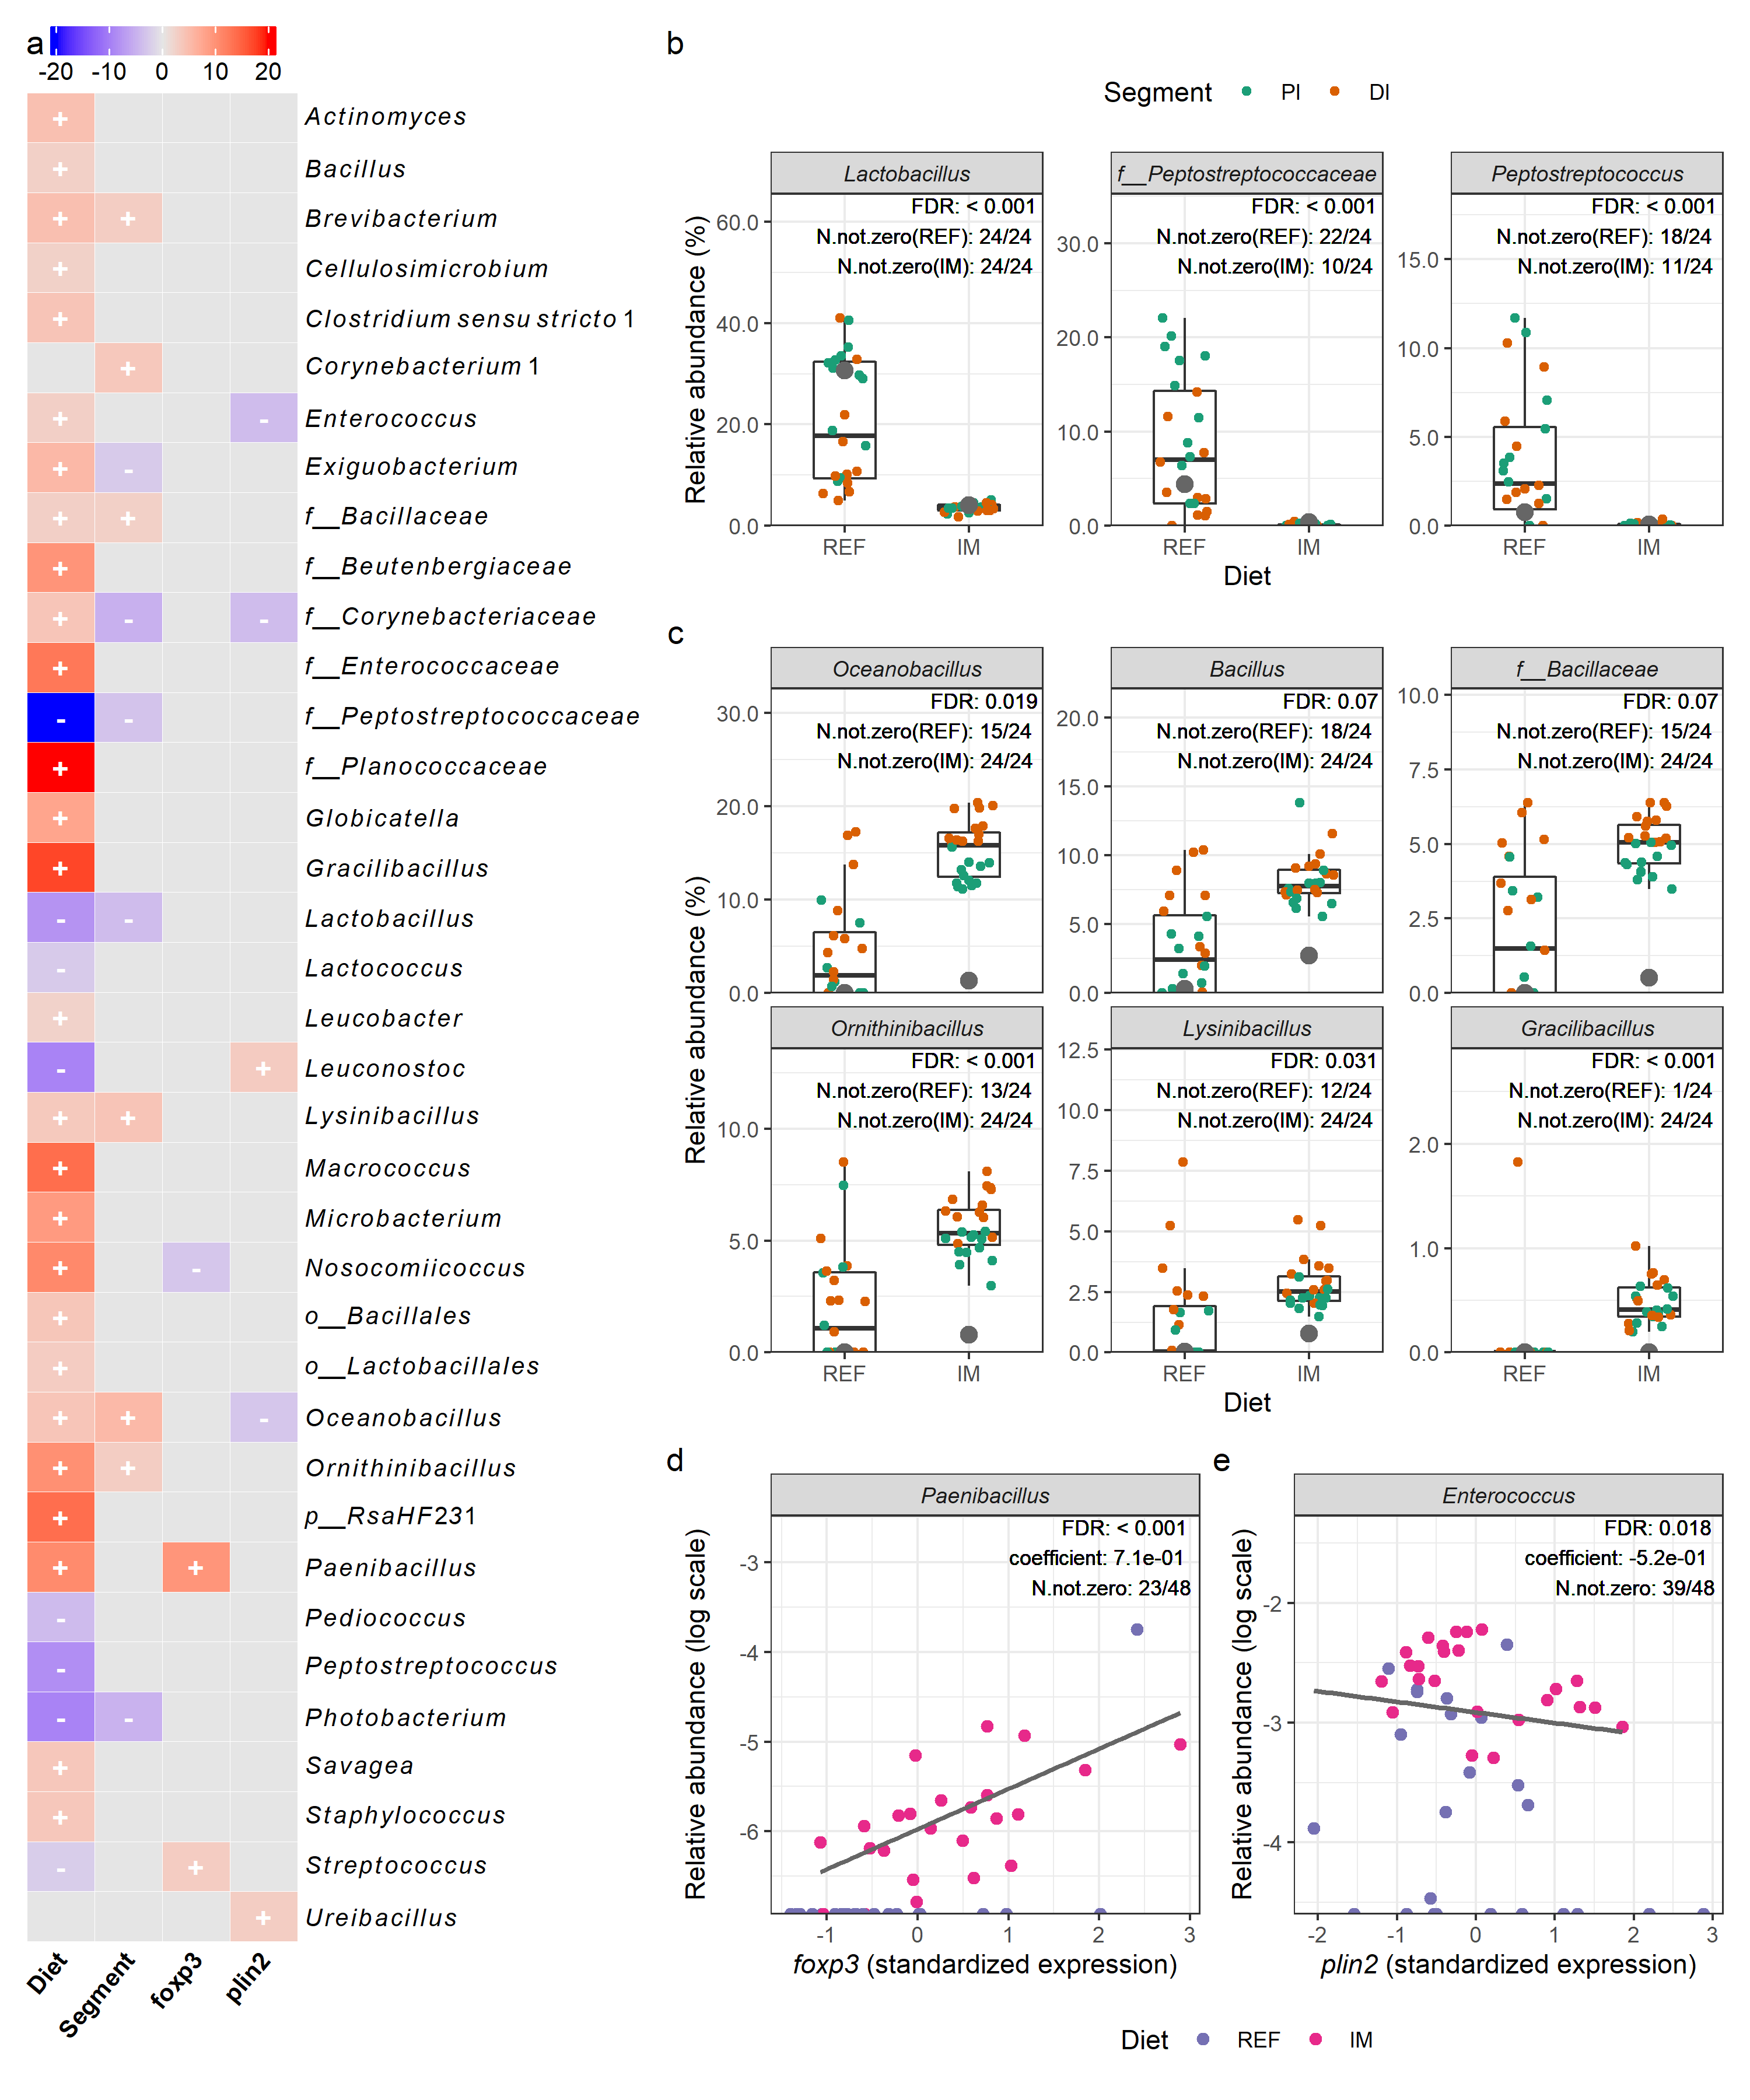 a
-20 -10 0 10 20
+ Actinomyces
+ Bacillus
+ + Brevibacterium
+ Cellulosimicrobium
+ Clostridium sensu stricto 1
+ Corynebacterium 1
+ - Enterococcus
+ - Exiguobacterium
+ + f__Bacillaceae
+ f__Beutenbergiaceae
+ - - f__Corynebacteriaceae
+ f__Enterococcaceae
- - f__Peptostreptococcaceae
+ f__Planococcaceae
+ Globicatella
+ Gracilibacillus
- - Lactobacillus
- Lactococcus
+ Leucobacter
- + Leuconostoc
+ + Lysinibacillus
+ Macrococcus
+ Microbacterium
+ - Nosocomiicoccus
+ o__Bacillales
+ o__Lactobacillales
+ + - Oceanobacillus
+ + Ornithinibacillus
+ p__RsaHF231
+ + Paenibacillus
- Pediococcus
- Peptostreptococcus
- - Photobacterium
+ Savagea
+ Staphylococcus
- + Streptococcus
+ Ureibacillus
Diet Segment foxp3 plin2
b
Segment PI DI
Relative abundance (%)
Lactobacillus
FDR: < 0.001
N.not.zero(REF): 24/24
N.not.zero(IM): 24/24
60.0
40.0
20.0
0.0
REF IM
f__Peptostreptococcaceae
FDR: < 0.001
N.not.zero(REF): 22/24
N.not.zero(IM): 10/24
30.0
20.0
10.0
0.0
REF IM
Peptostreptococcus
FDR: < 0.001
N.not.zero(REF): 18/24
N.not.zero(IM): 11/24
15.0
10.0
5.0
0.0
REF IM
Diet
c
Relative abundance (%)
Oceanobacillus
FDR: 0.019
N.not.zero(REF): 15/24
N.not.zero(IM): 24/24
30.0
20.0
10.0
0.0
Bacillus
FDR: 0.07
N.not.zero(REF): 18/24
N.not.zero(IM): 24/24
20.0
15.0
10.0
5.0
0.0
f__Bacillaceae
FDR: 0.07
N.not.zero(REF): 15/24
N.not.zero(IM): 24/24
10.0
7.5
5.0
2.5
0.0
Ornithinibacillus
FDR: < 0.001
N.not.zero(REF): 13/24
N.not.zero(IM): 24/24
10.0
5.0
0.0
REF IM
Lysinibacillus
FDR: 0.031
N.not.zero(REF): 12/24
N.not.zero(IM): 24/24
12.5
10.0
7.5
5.0
2.5
0.0
REF IM
Gracilibacillus
FDR: < 0.001
N.not.zero(REF): 1/24
N.not.zero(IM): 24/24
2.0
1.0
0.0
REF IM
Diet
d
Paenibacillus
FDR: < 0.001
coefficient: 7.1e-01
N.not.zero: 23/48
Relative abundance (log scale)
-3
-4
-5
-6
-1 0 1 2 3
foxp3 (standardized expression)
e
Enterococcus
FDR: 0.018
coefficient: -5.2e-01
N.not.zero: 39/48
Relative abundance (log scale)
-2
-3
-4
-2 -1 0 1 2 3
plin2 (standardized expression)
Diet REF IM